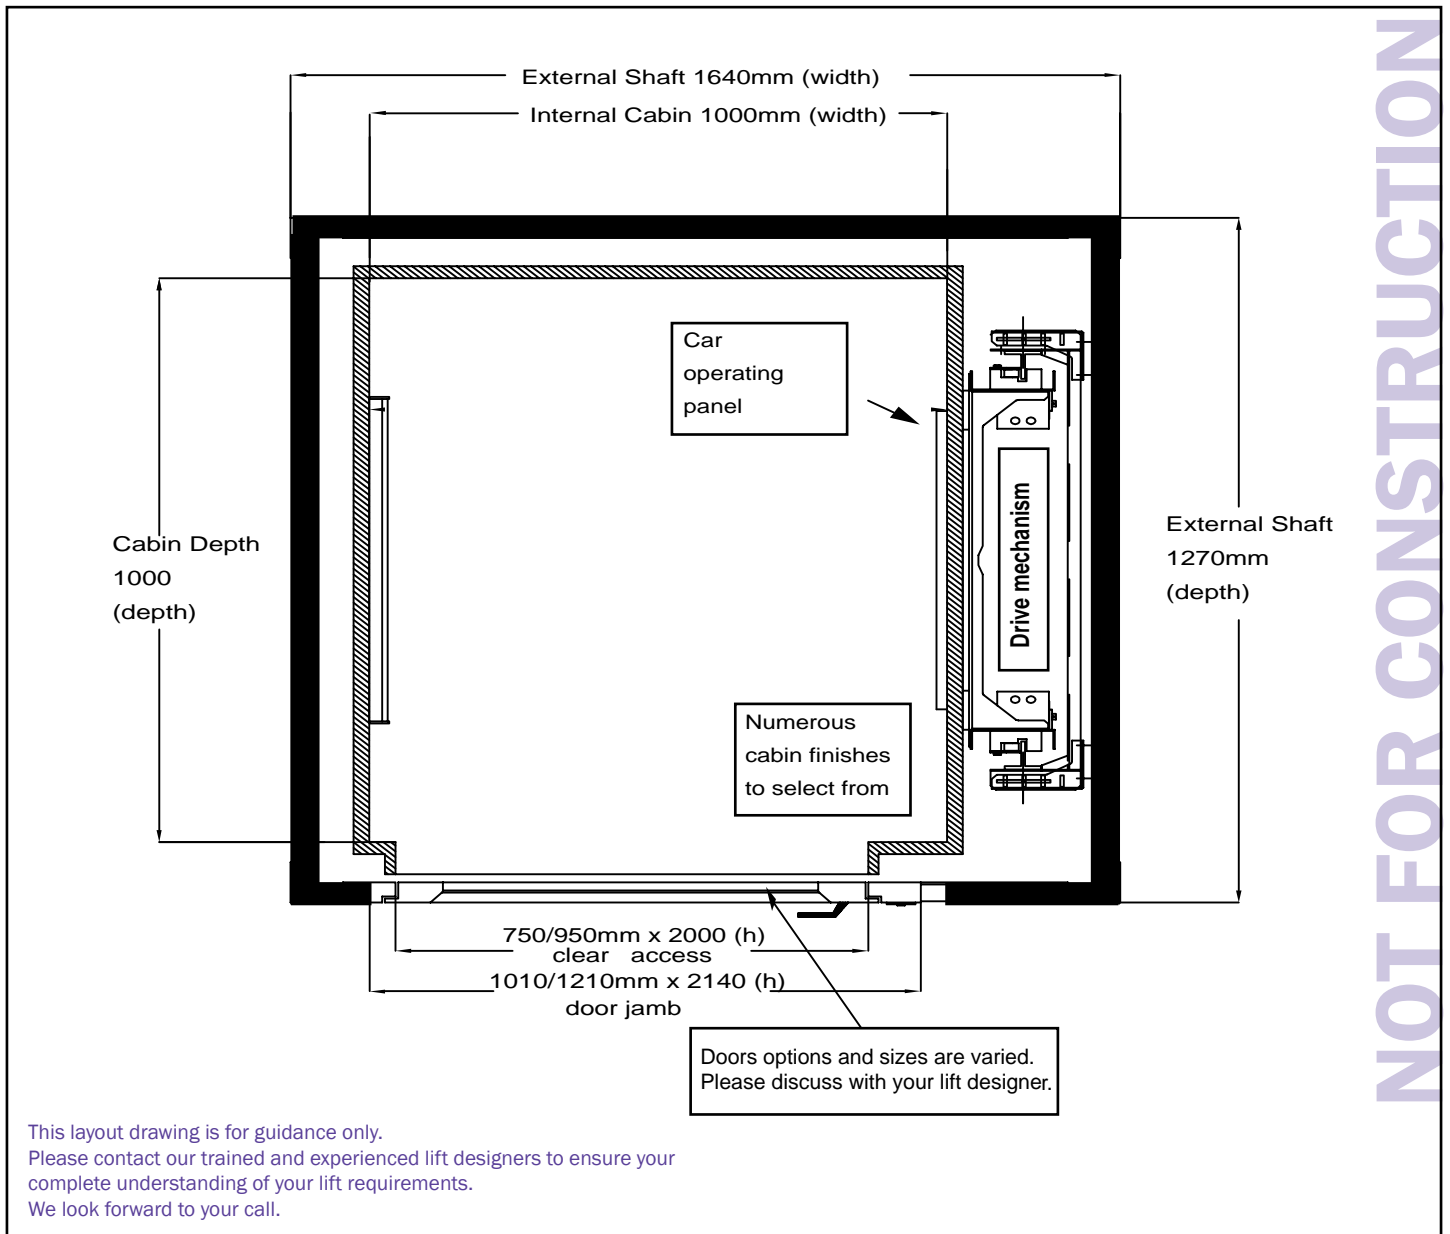 External Shaft 1640mm (width)
Internal Cabin 1000mm (width)
Car
operating
panel
Cabin Depth
1000
(depth)
Drive mechanism
External Shaft
1270mm
(depth)
Numerous
cabin finishes
to select from
750/950mm x 2000 (h)
clear access
1010/1210mm x 2140 (h)
door jamb
Doors options and sizes are varied.
Please discuss with your lift designer.
This layout drawing is for guidance only.
Please contact our trained and experienced lift designers to ensure your
complete understanding of your lift requirements.
We look forward to your call.
NOT FOR CONSTRUCTION